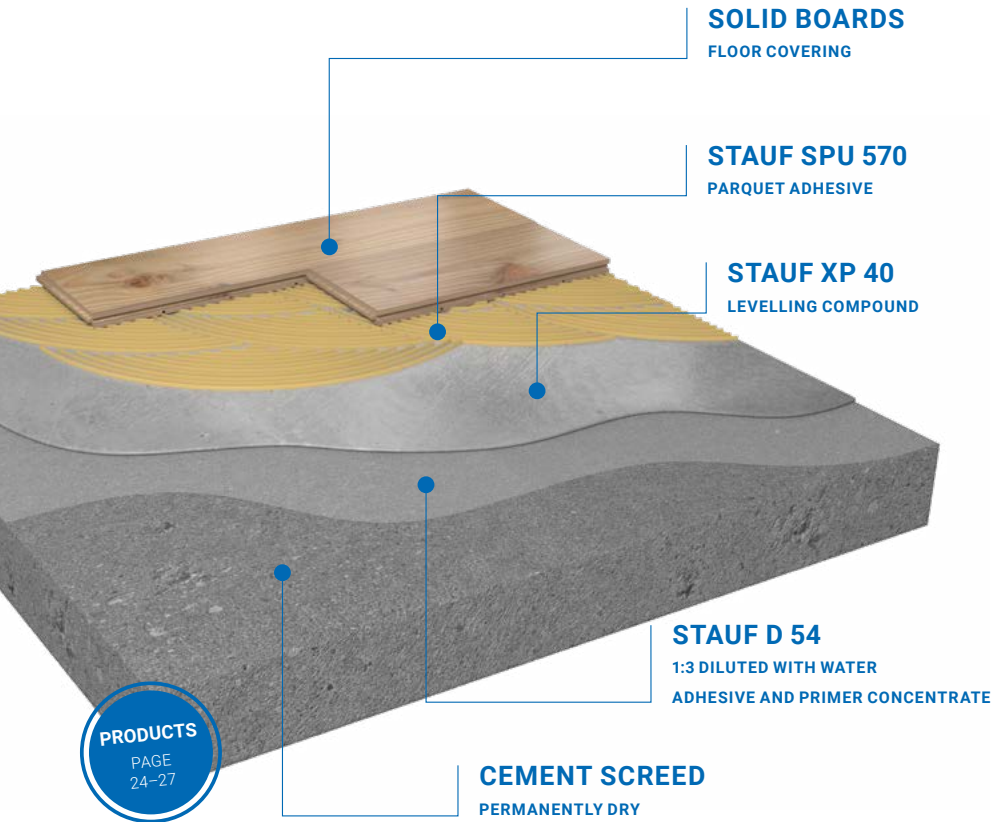 SOLID BOARDS
FLOOR COVERING
STAUF SPU 570
PARQUET ADHESIVE
STAUF XP 40
LEVELLING COMPOUND
STAUF D 54
1:3 DILUTED WITH WATER
ADHESIVE AND PRIMER CONCENTRATE
PRODUCTS
PAGE
24–27
CEMENT SCREED
PERMANENTLY DRY